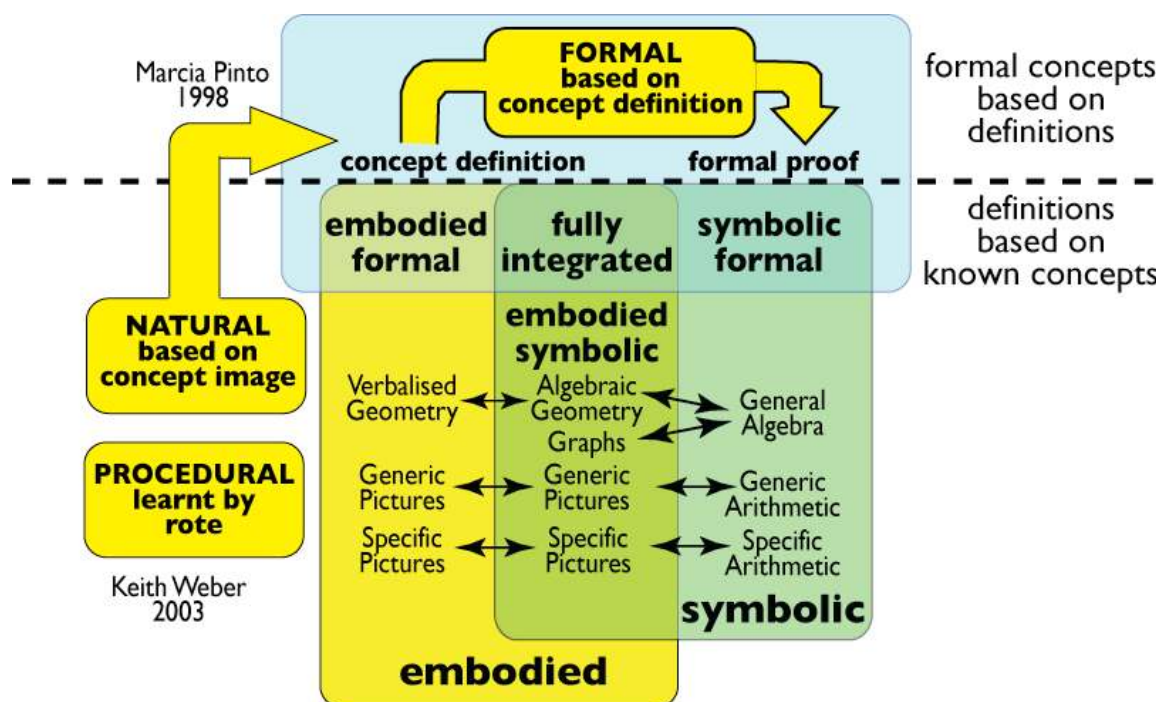 Marcia Pinto
1998
FORMAL
based on
concept definition
formal concepts
based on
definitions
concept definition
formal proof
definitions
based on
known concepts
embodied
formal
fully
integrated
symbolic
formal
NATURAL
based on
concept image
embodied
symbolic
Verbalised
Geometry
Algebraic
Geometry
Graphs
General
Algebra
PROCEDURAL
learnt by
rote
Generic
Pictures
Generic
Pictures
Generic
Arithmetic
Specific
Pictures
Specific
Pictures
Specific
Arithmetic
Keith Weber
2003
symbolic
embodied